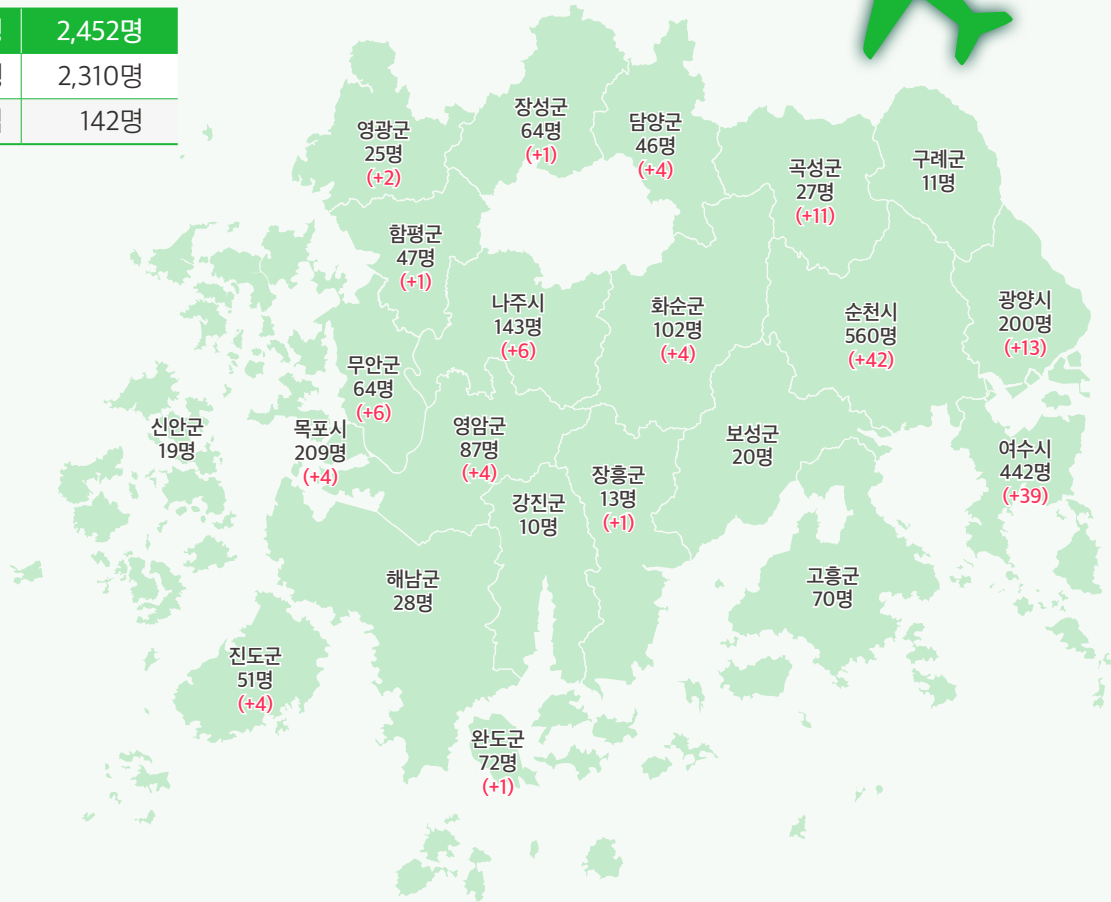 2,452명
2,310명
142명
장성군
64명
(+1)
담양군
46명
(+4)
영광군
25명
(+2)
곡성군
27명
(+11)
구례군
11명
함평군
47명
(+1)
나주시
143명
(+6)
화순군
102명
(+4)
순천시
560명
(+42)
광양시
200명
(+13)
무안군
64명
(+6)
신안군
19명
목포시
209명
(+4)
영암군
87명
(+4)
보성군
20명
여수시
442명
(+39)
장흥군
13명
(+1)
강진군
10명
해남군
28명
고흥군
70명
진도군
51명
(+4)
완도군
72명
(+1)